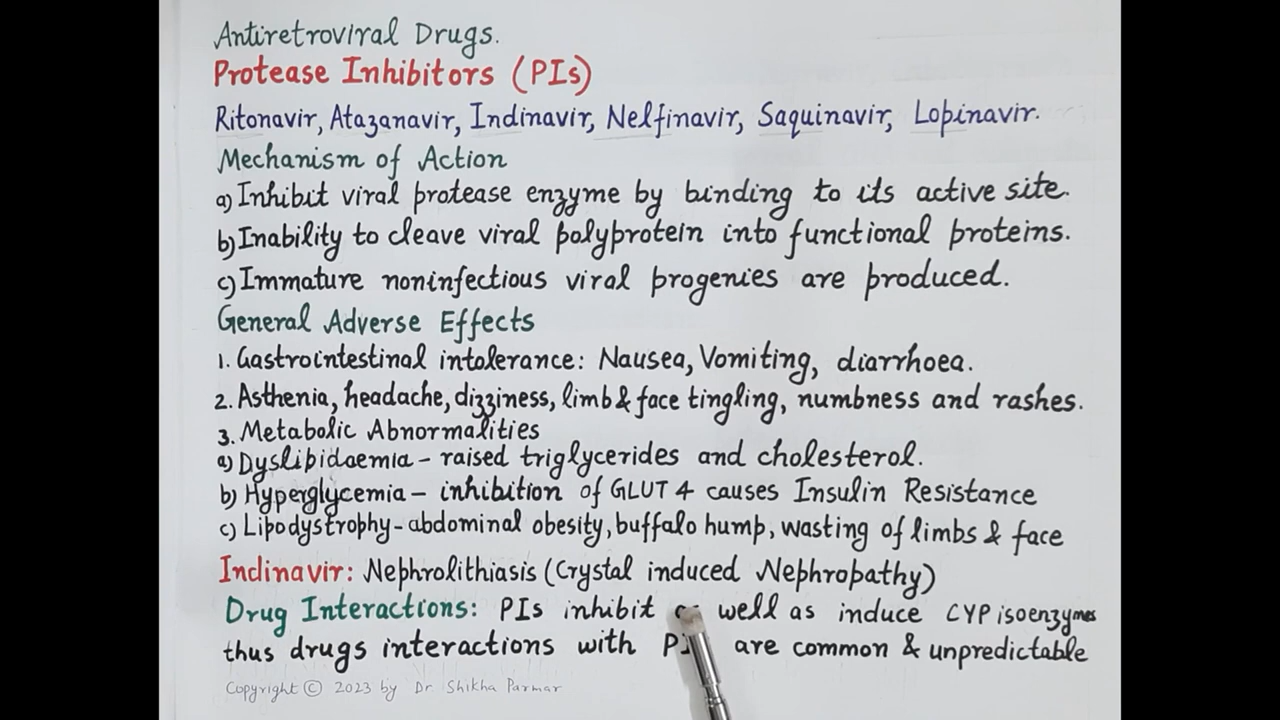 Antiretroviral Drugs.
Protease Inhibitors (PIs)
Ritonavir, Atazanavir, Indinavir, Nelfinavir, Saquinavir, Lopinavir.
Mechanism of Action
a) Inhibit viral protease enzyme by binding to its active site.
b) Inability to cleave viral polyprotein into functional proteins.
c) Immature noninfectious viral progenies are produced.
General Adverse Effects
1. Gastrointestinal intolerance: Nausea, Vomiting, diarrhoea.
2. Asthenia, headache, dizziness, limb & face tingling, numbness and rashes.
3. Metabolic Abnormalities
a) Dyslipidaemia - raised triglycerides and cholesterol.
b) Hyperglycemia - inhibition of GLUT 4 causes Insulin Resistance
c) Lipodystrophy - abdominal obesity, buffalo hump, wasting of limbs & face
Indinavir: Nephrolithiasis (Crystal induced Nephropathy)
Drug Interactions: PIs inhibit well as induce CYP isoenzymes
thus drugs interactions with are common & unpredictable
Copyright © 2023 by Dr. Shikha Parmar